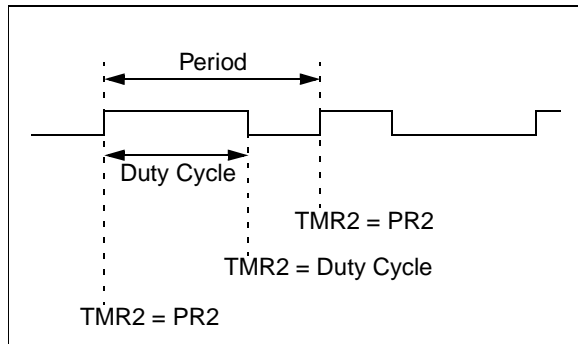 Period
Duty Cycle
TMR2 = PR2
TMR2 = Duty Cycle
TMR2 = PR2